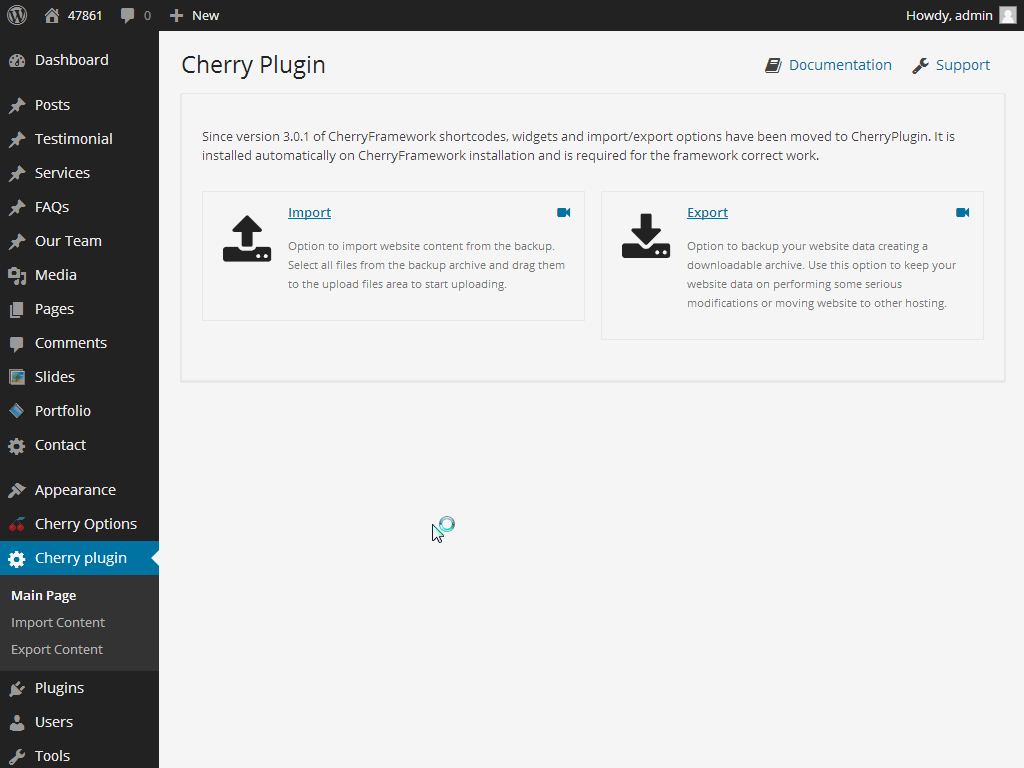 47861 0 New Howdy, admin
Dashboard
Posts
Testimonial
Services
FAQs
Our Team
Media
Pages
Comments
Slides
Portfolio
Contact
Appearance
Cherry Options
Cherry plugin
Main Page
Import Content
Export Content
Plugins
Users
Tools
Cherry Plugin
Documentation Support
Since version 3.0.1 of CherryFramework shortcodes, widgets and import/export options have been moved to CherryPlugin. It is
installed automatically on CherryFramework installation and is required for the framework correct work.
Import
Option to import website content from the backup.
Select all files from the backup archive and drag them
to the upload files area to start uploading.
Export
Option to backup your website data creating a
downloadable archive. Use this option to keep your
website data on performing some serious
modifications or moving website to other hosting.